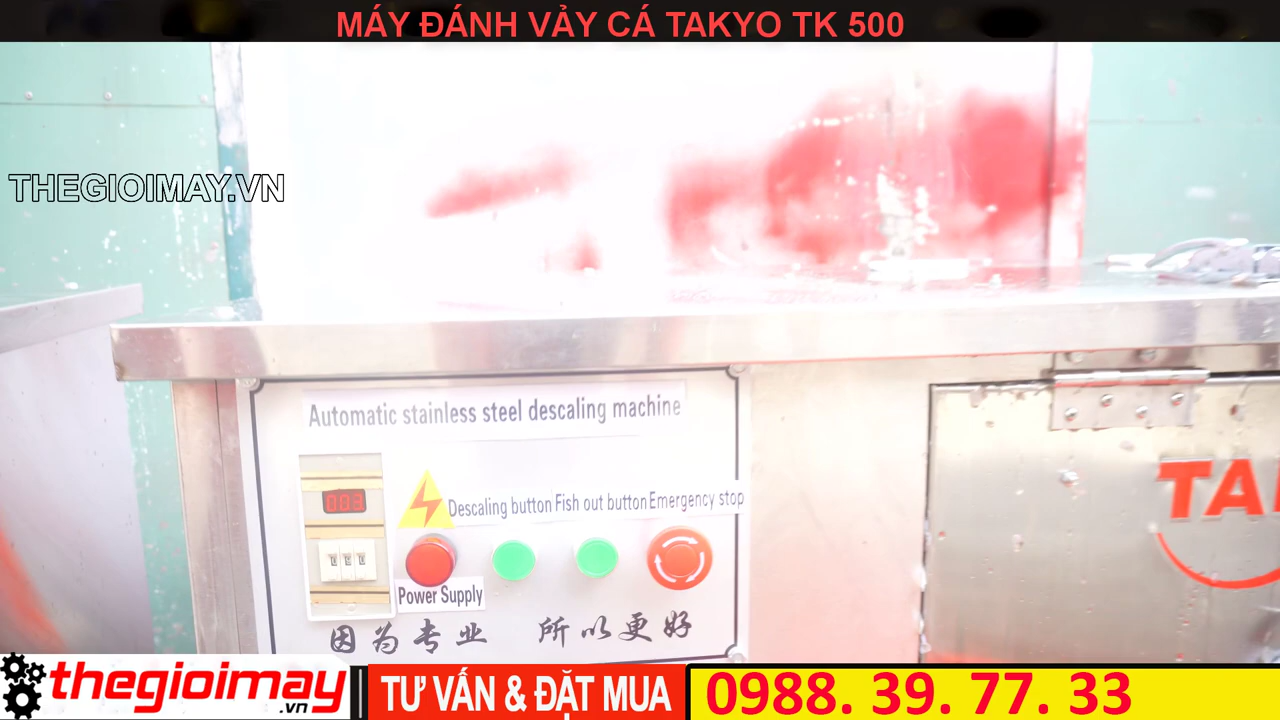 MÁY ĐÁNH VẢY CÁ TAKYO TK 500
THEGIOIMAY.VN
Automatic stainless steel descaling machine
003
Descaling button Fish out button Emergency stop
Power Supply
因为专业 所以更好
TA
thegioimay.vn
TƯ VẤN & ĐẶT MUA
0988. 39. 77. 33